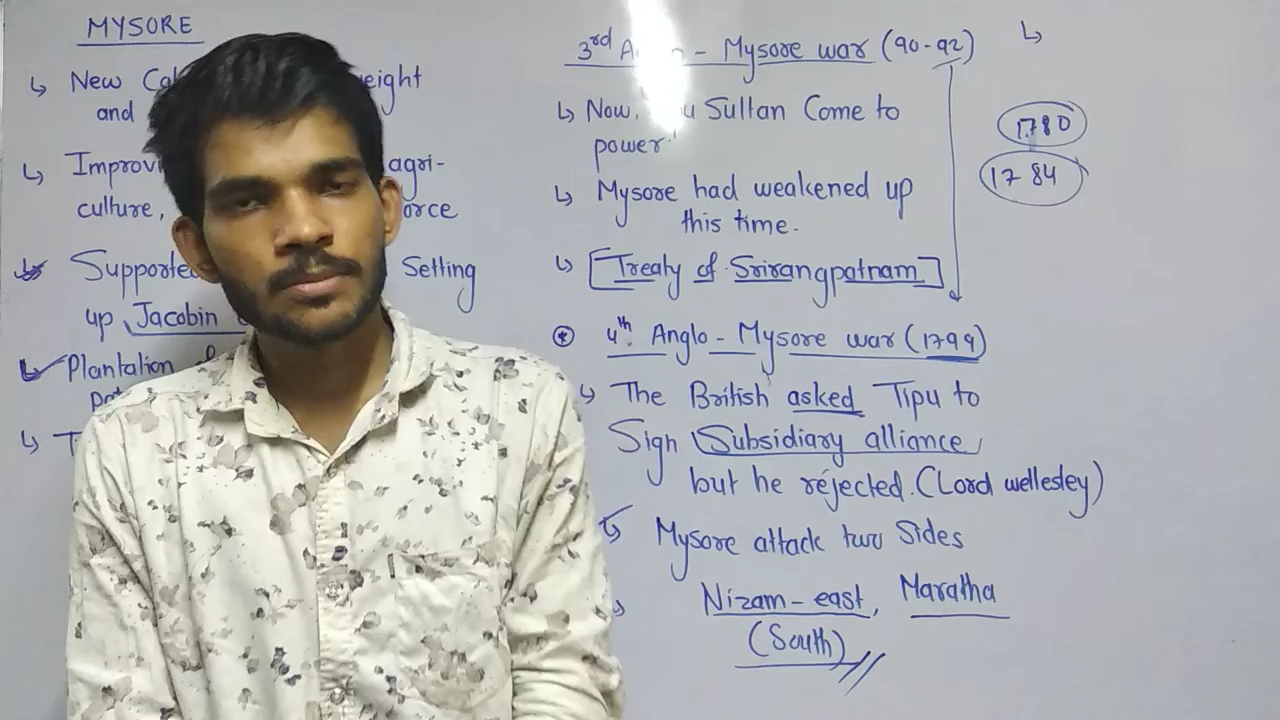 MYSORE
↳ New eight
and
↳ Improvi agri-
culture, orce
Supporte Setting
up Jacobin
Plantation
↳ T
3rd A - Mysore war (90-92)
↳ Now, u Sultan Come to
power.
↳ Mysore had weakened up
this time.
↳ [Treaty of Srirangpatnam]
* 4th Anglo - Mysore war (1799)
↳ The British asked Tipu to
Sign Subsidiary alliance
but he rejected. (Lord wellesley)
↳ Mysore attack two Sides
↳ Nizam - east, Maratha
(South)
↳
1780
1784